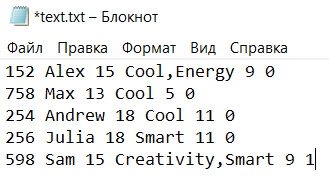 *text.txt – Блокнот
Файл Правка Формат Вид Справка
152 Alex 15 Cool,Energy 9 0
758 Max 13 Cool 5 0
254 Andrew 18 Cool 11 0
256 Julia 18 Smart 11 0
598 Sam 15 Creativity,Smart 9 1